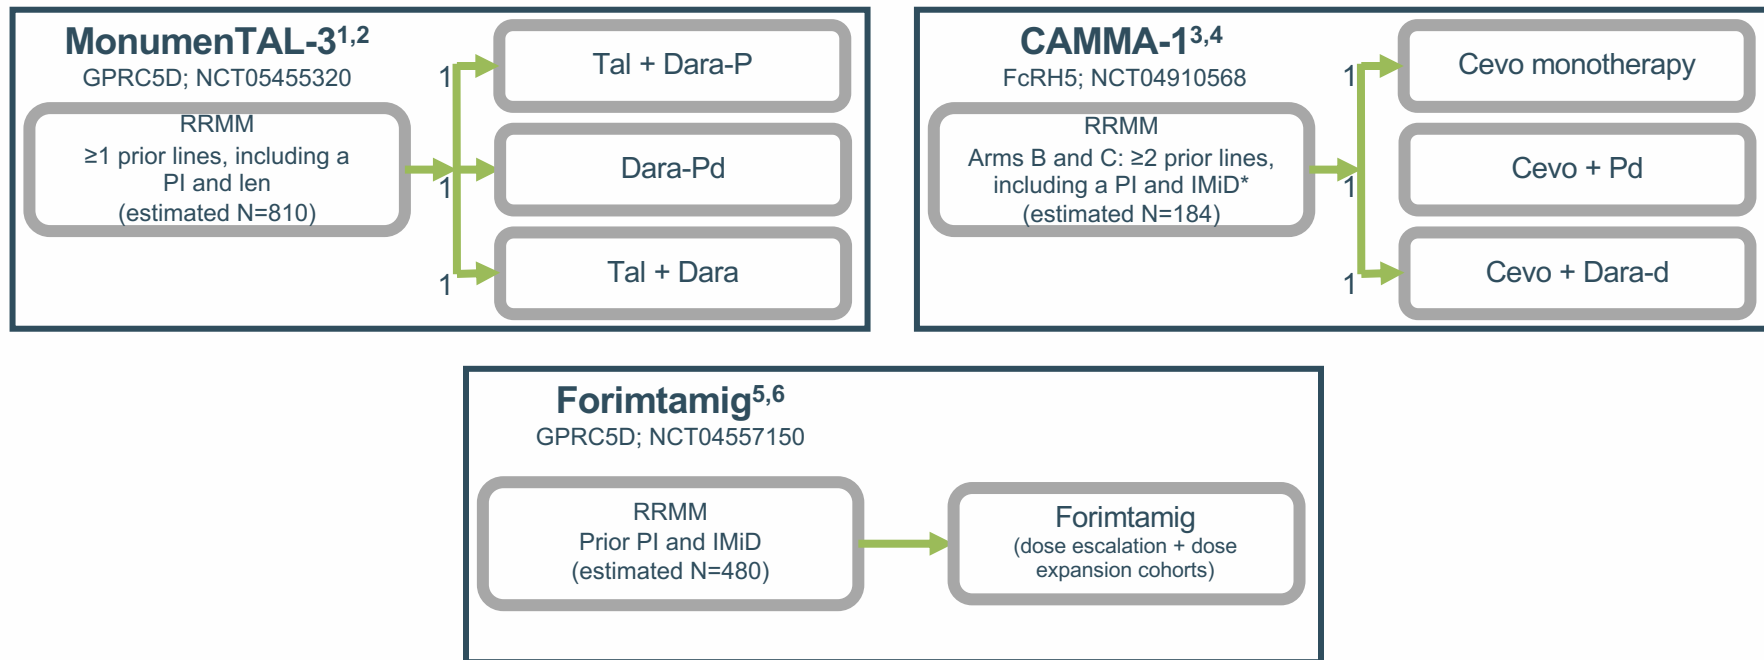 MonumenTAL-3¹,²
GPRC5D; NCT05455320
RRMM
≥1 prior lines, including a
PI and len
(estimated N=810)
1
Tal + Dara-P
1
Dara-Pd
1
Tal + Dara
CAMMA-1³,⁴
FcRH5; NCT04910568
RRMM
Arms B and C: ≥2 prior lines,
including a PI and IMiD*
(estimated N=184)
1
Cevo monotherapy
1
Cevo + Pd
1
Cevo + Dara-d
Forimtamig⁵,⁶
GPRC5D; NCT04557150
RRMM
Prior PI and IMiD
(estimated N=480)
Forimtamig
(dose escalation + dose
expansion cohorts)